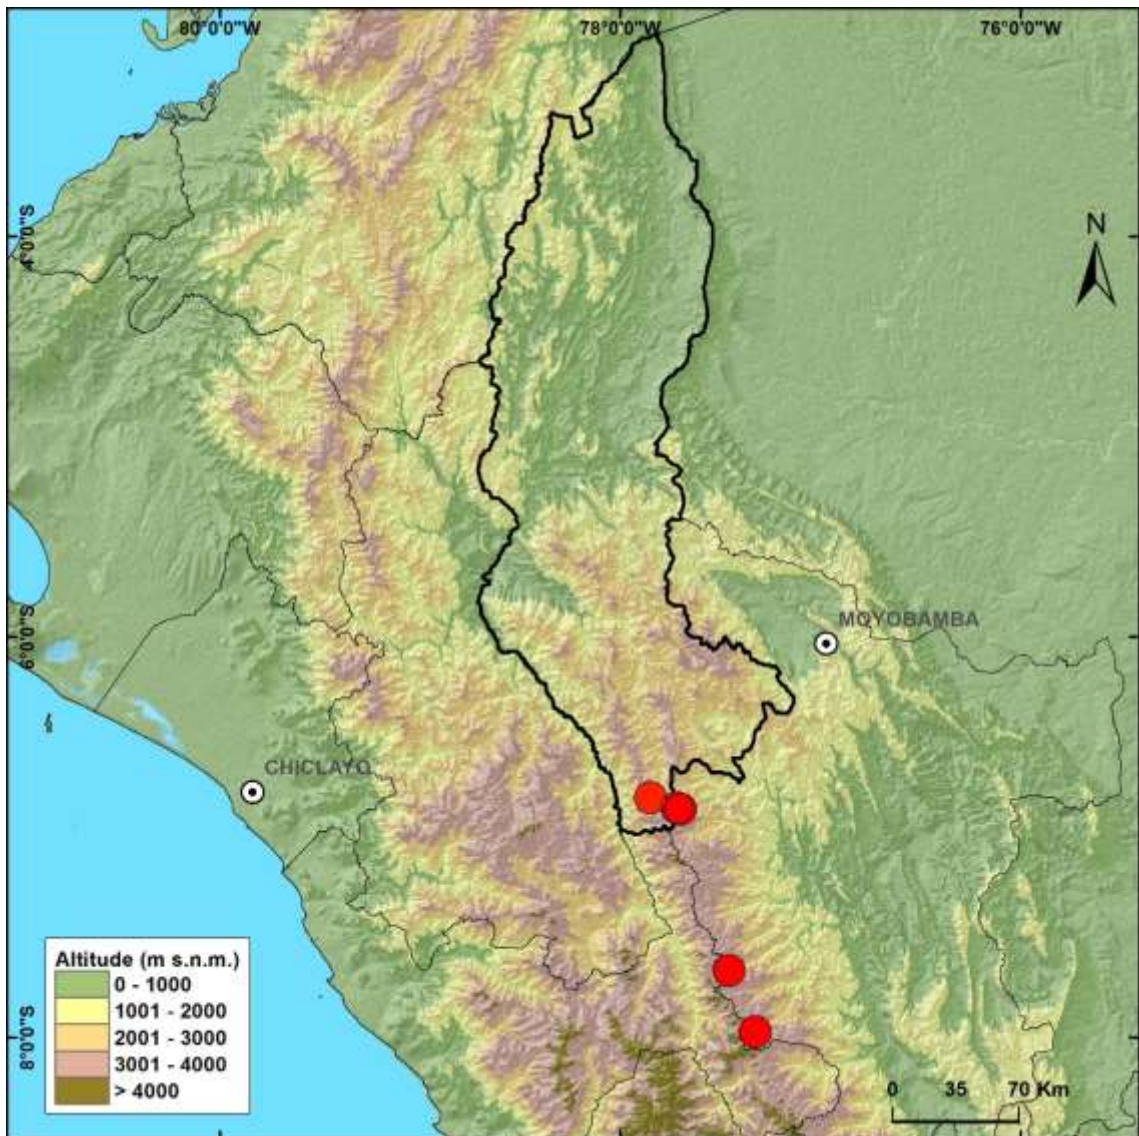 80°0'0"W
78°0'0"W
76°0'0"W
4°0'0"S
N
6°0'0"S
MOYOBAMBA
CHICLAYO
8°0'0"S
Altitude (m s.n.m.)
0 - 1000
1001 - 2000
2001 - 3000
3001 - 4000
> 4000
0 35 70 Km